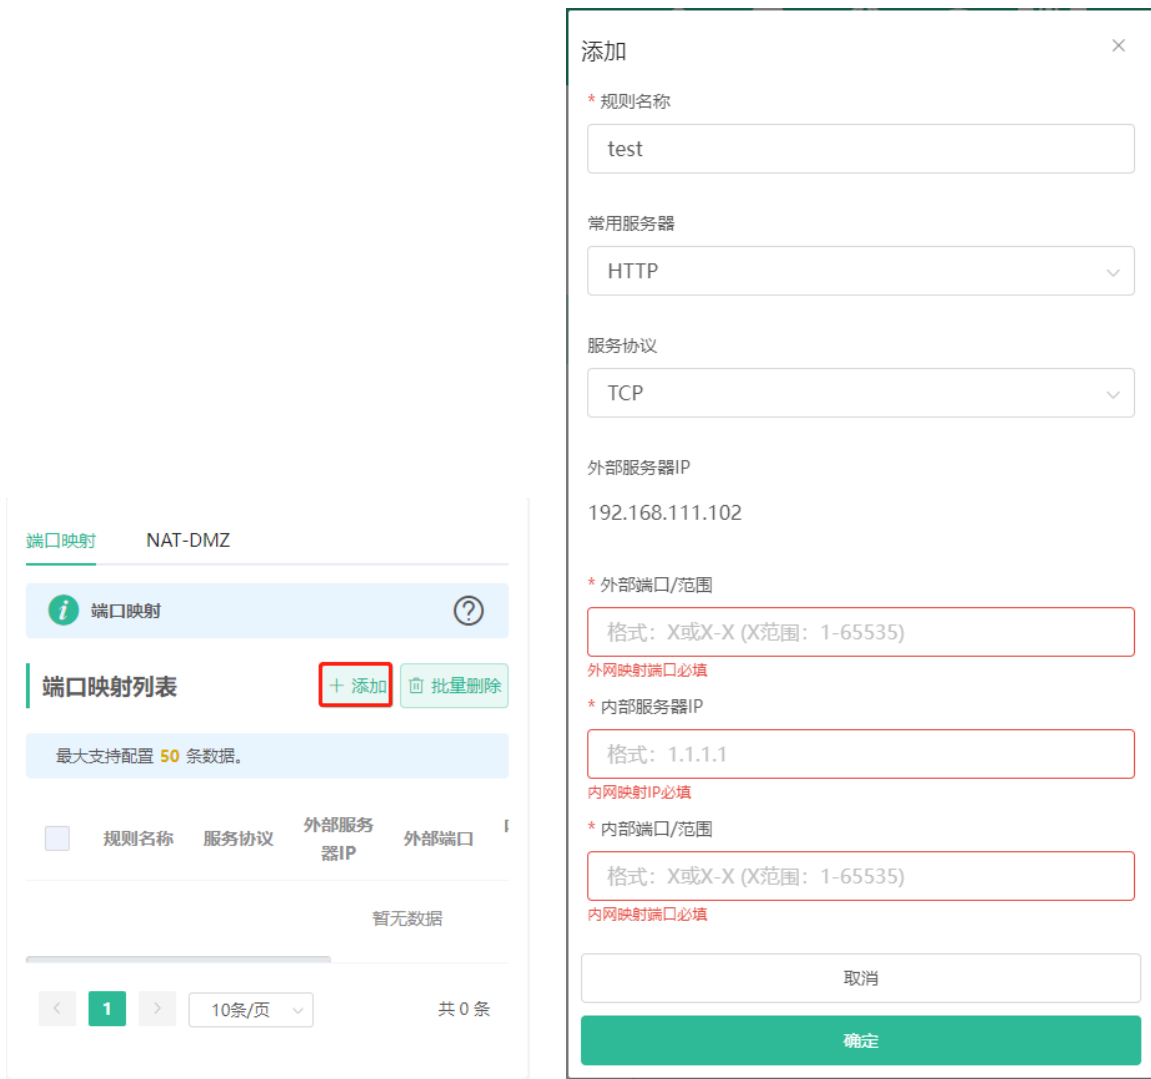 端口映射 NAT-DMZ
端口映射
端口映射列表 添加 批量删除
最大支持配置 50 条数据。
规则名称 服务协议 外部服务器IP 外部端口
暂无数据
1 10条/页 共 0 条
添加
* 规则名称
test
常用服务器
HTTP
服务协议
TCP
外部服务器IP
192.168.111.102
* 外部端口/范围
格式：X或X-X (X范围：1-65535)
外网映射端口必填
* 内部服务器IP
格式：1.1.1.1
内网映射IP必填
* 内部端口/范围
格式：X或X-X (X范围：1-65535)
内网映射端口必填
取消
确定